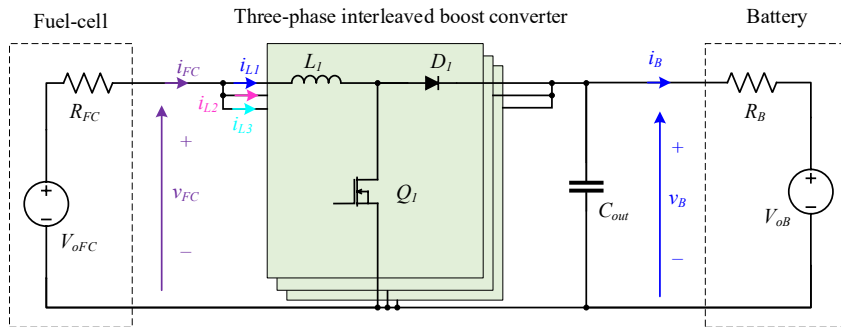 Three-phase interleaved boost converter
Fuel-cell
Battery
i_FC
i_L1
L_1
D_1
i_B
R_FC
i_L2
i_L3
R_B
+
+
+
v_FC
Q_1
C_out
v_B
+
−
V_oFC
−
+
−
V_oB
−